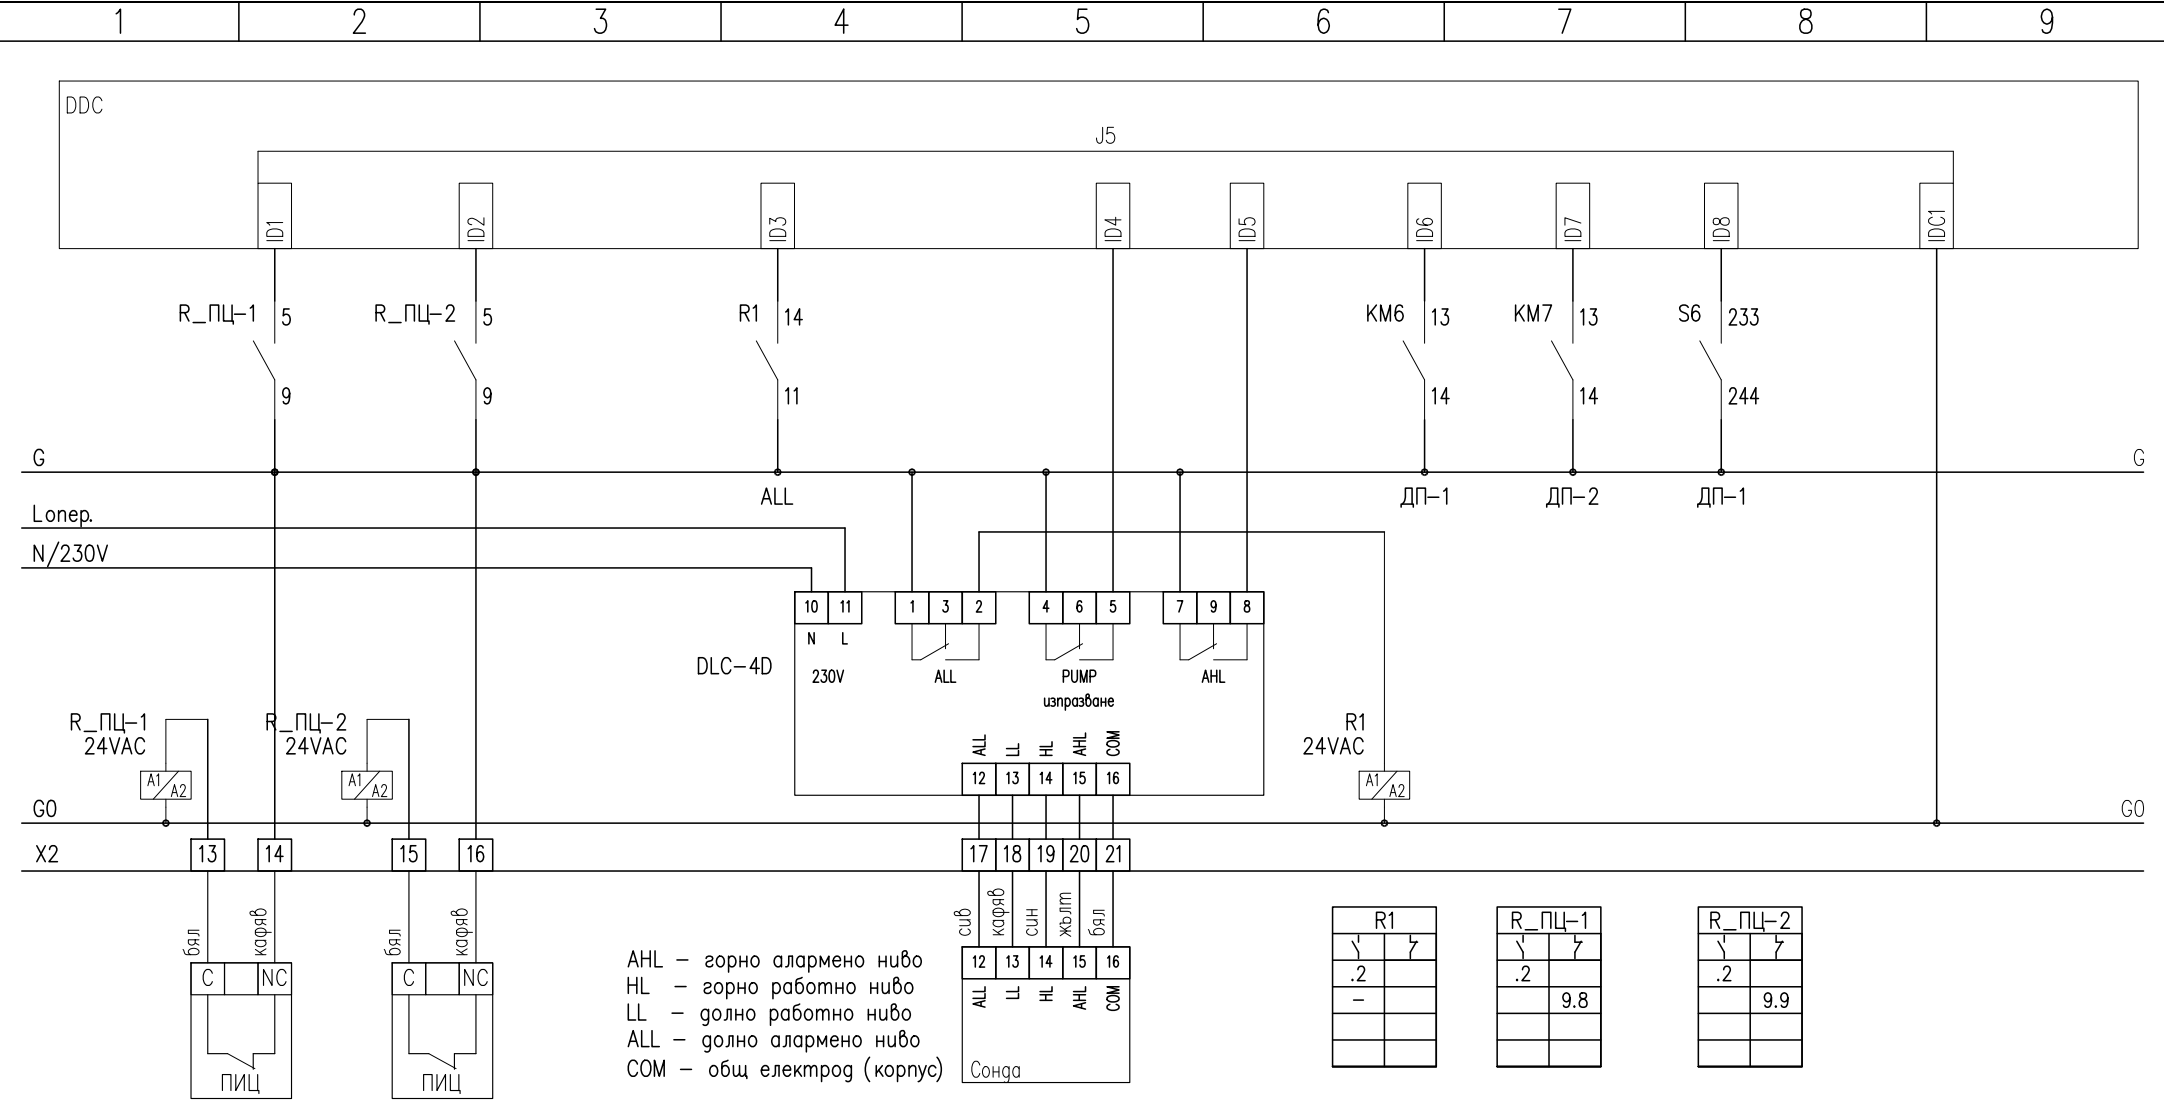 1 2 3 4 5 6 7 8 9
DDC
J5
ID1 ID2 ID3 ID4 ID5 ID6 ID7 ID8 IDC1
R_ПЦ-1 5 R_ПЦ-2 5 R1 14 KM6 13 KM7 13 S6 233
9 9 11 14 14 244
G G
ALL ДП-1 ДП-2 ДП-1
Lопер.
N/230V
10 11 1 3 2 4 6 5 7 9 8
N L
DLC-4D 230V ALL PUMP AHL
изпразване
R_ПЦ-1 R_ПЦ-2 R1
24VAC 24VAC 24VAC
ALL LL HL AHL COM
A1/A2 A1/A2 12 13 14 15 16 A1/A2
G0 G0
X2 13 14 15 16 17 18 19 20 21
бял кафяв бял кафяв сив кафяв син жълт бял
R1 R_ПЦ-1 R_ПЦ-2
.2 .2 .2
– 9.8 9.9
C NC C NC
ПИЦ ПИЦ
AHL – горно алармено ниво
HL – горно работно ниво
LL – долно работно ниво
ALL – долно алармено ниво
COM – общ електрод (корпус)
12 13 14 15 16
ALL LL HL AHL COM
Сонда